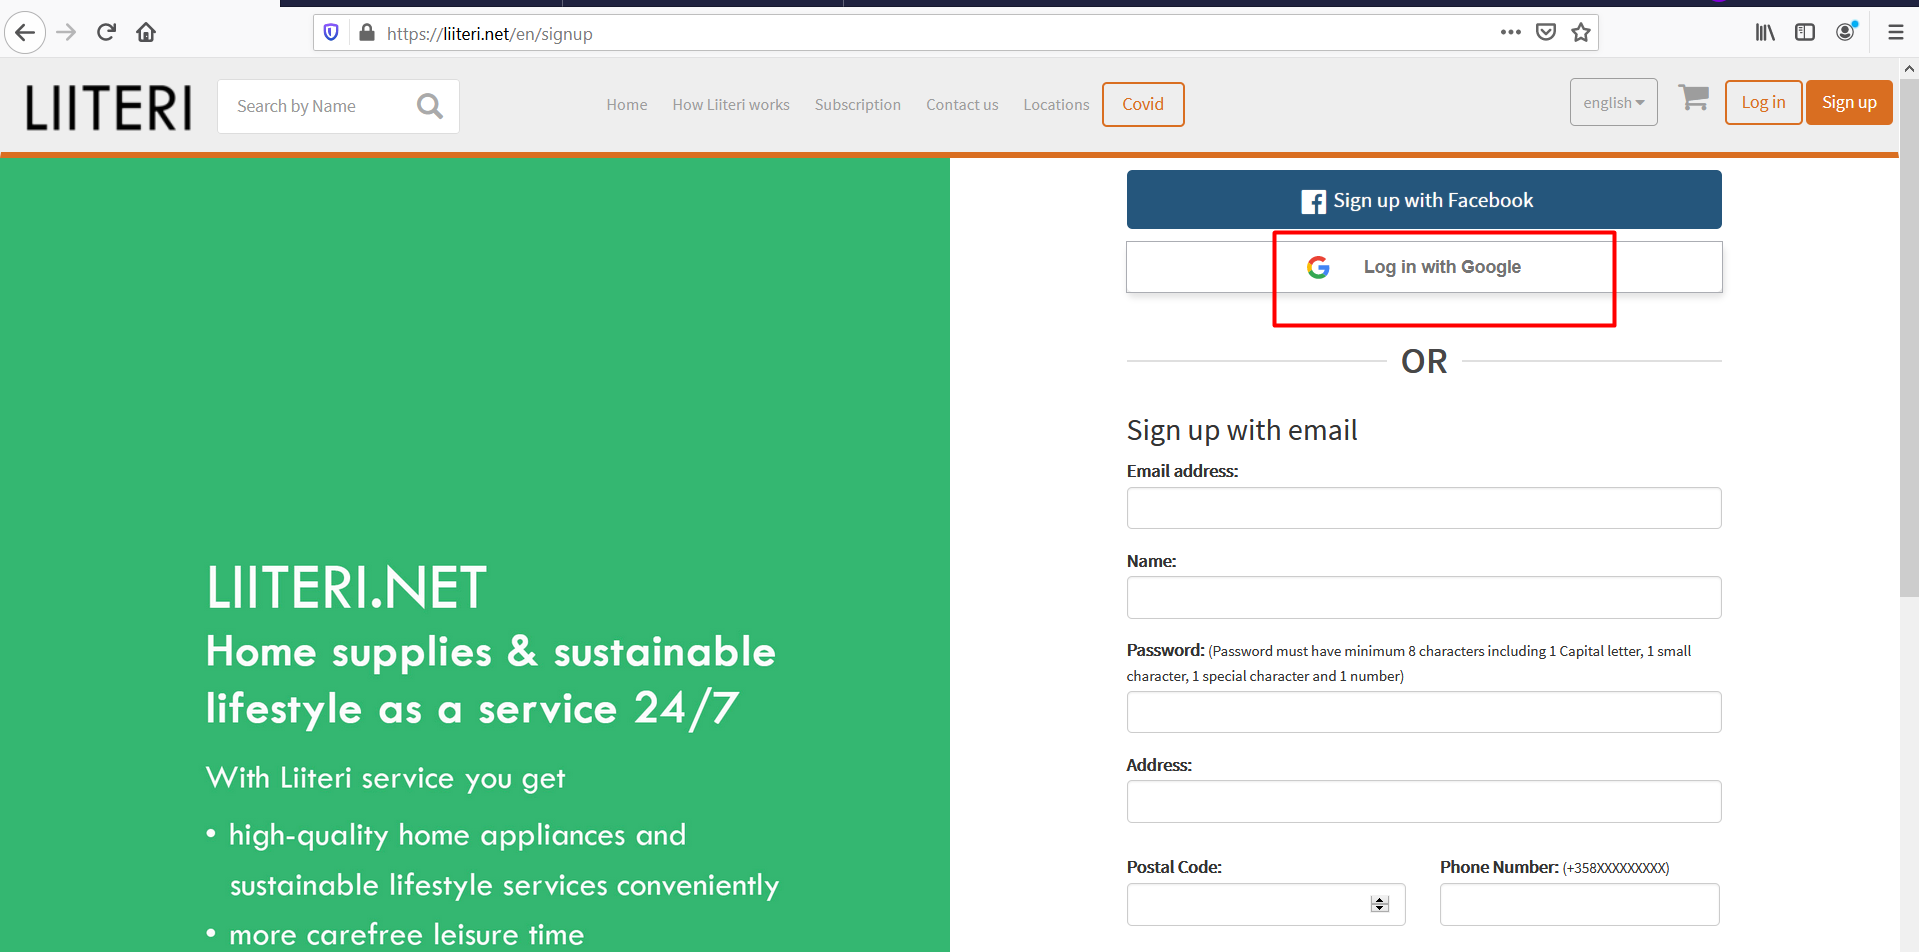 https://liiteri.net/en/signup
LIITERI
Search by Name
Home
How Liiteri works
Subscription
Contact us
Locations
Covid
english
Log in
Sign up
Sign up with Facebook
Log in with Google
OR
Sign up with email
Email address:
Name:
Password: (Password must have minimum 8 characters including 1 Capital letter, 1 small
character, 1 special character and 1 number)
Address:
Postal Code:
Phone Number: (+358XXXXXXXXX)
LIITERI.NET
Home supplies & sustainable
lifestyle as a service 24/7
With Liiteri service you get
• high-quality home appliances and
sustainable lifestyle services conveniently
• more carefree leisure time